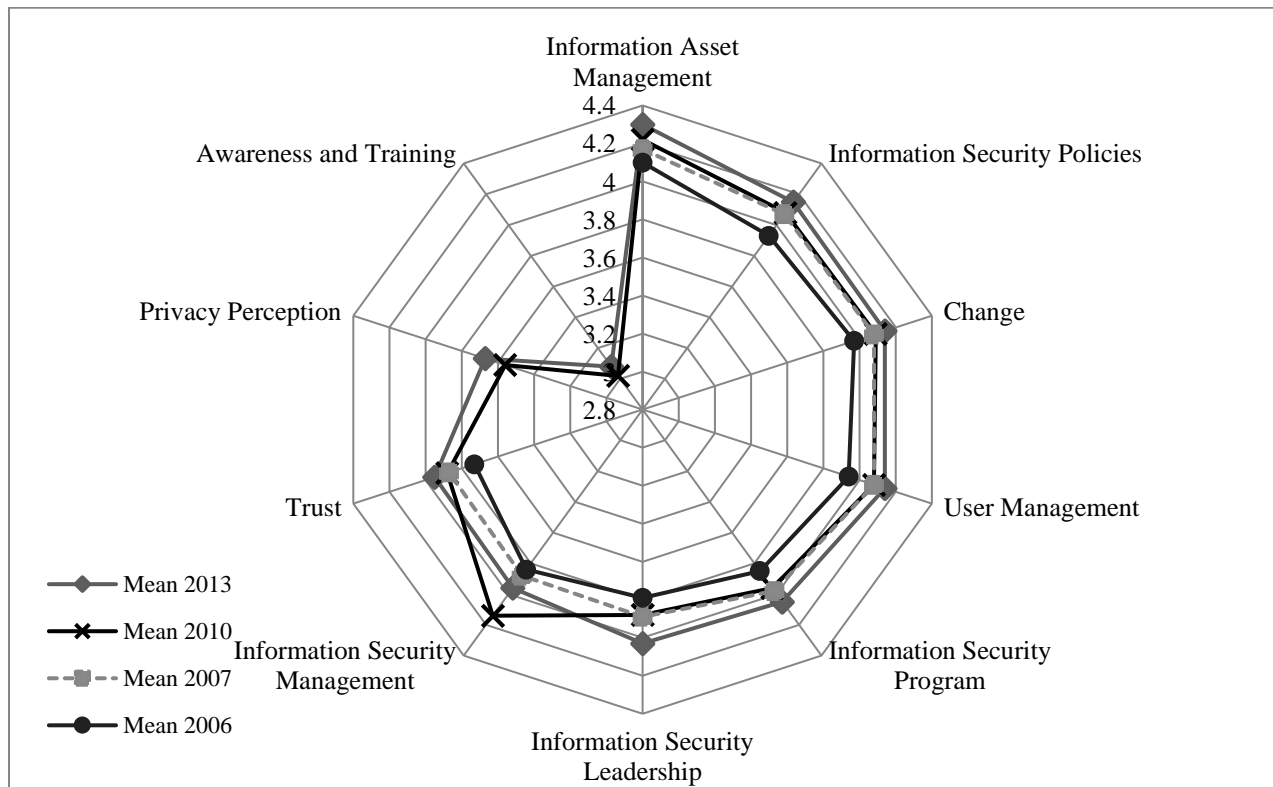 Information Asset
Management
4.4
4.2
4
3.8
3.6
3.4
3.2
3
2.8
Awareness and Training
Information Security Policies
Privacy Perception
Change
Trust
User Management
Information Security
Management
Information Security
Program
Information Security
Leadership
Mean 2013
Mean 2010
Mean 2007
Mean 2006